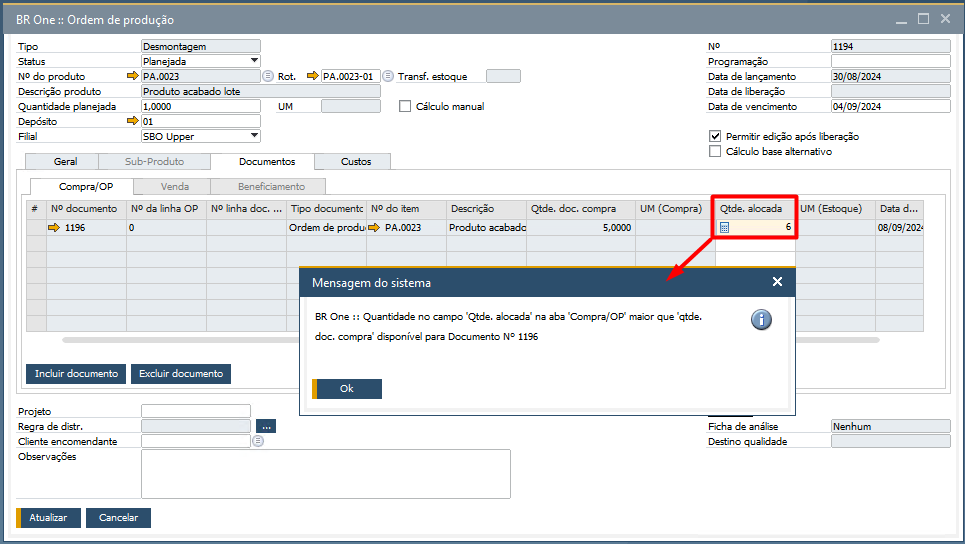 BR One :: Ordem de produção
Tipo Desmontagem Nº 1194
Status Planejada Programação
Nº do produto PA.0023 Rot. PA.0023-01 Transf. estoque Data de lançamento 30/08/2024
Descrição produto Produto acabado lote Data de liberação
Quantidade planejada 1,0000 UM Cálculo manual Data de vencimento 04/09/2024
Depósito 01
Filial SBO Upper Permitir edição após liberação
Cálculo base alternativo
Geral Sub-Produto Documentos Custos
Compra/OP Venda Beneficiamento
# Nº documento Nº da linha OP Nº linha doc. ... Tipo documento Nº do item Descrição Qtde. doc. compra UM (Compra) Qtde. alocada UM (Estoque) Data d...
1196 0 Ordem de produ PA.0023 Produto acabado 5,0000 6 08/09/2024
Mensagem do sistema
BR One :: Quantidade no campo 'Qtde. alocada' na aba 'Compra/OP' maior que 'qtde.
doc. compra' disponível para Documento Nº 1196
Ok
Incluir documento Excluir documento
Projeto
Regra de distr. ... Ficha de análise Nenhum
Cliente encomendante Destino qualidade
Observações
Atualizar Cancelar